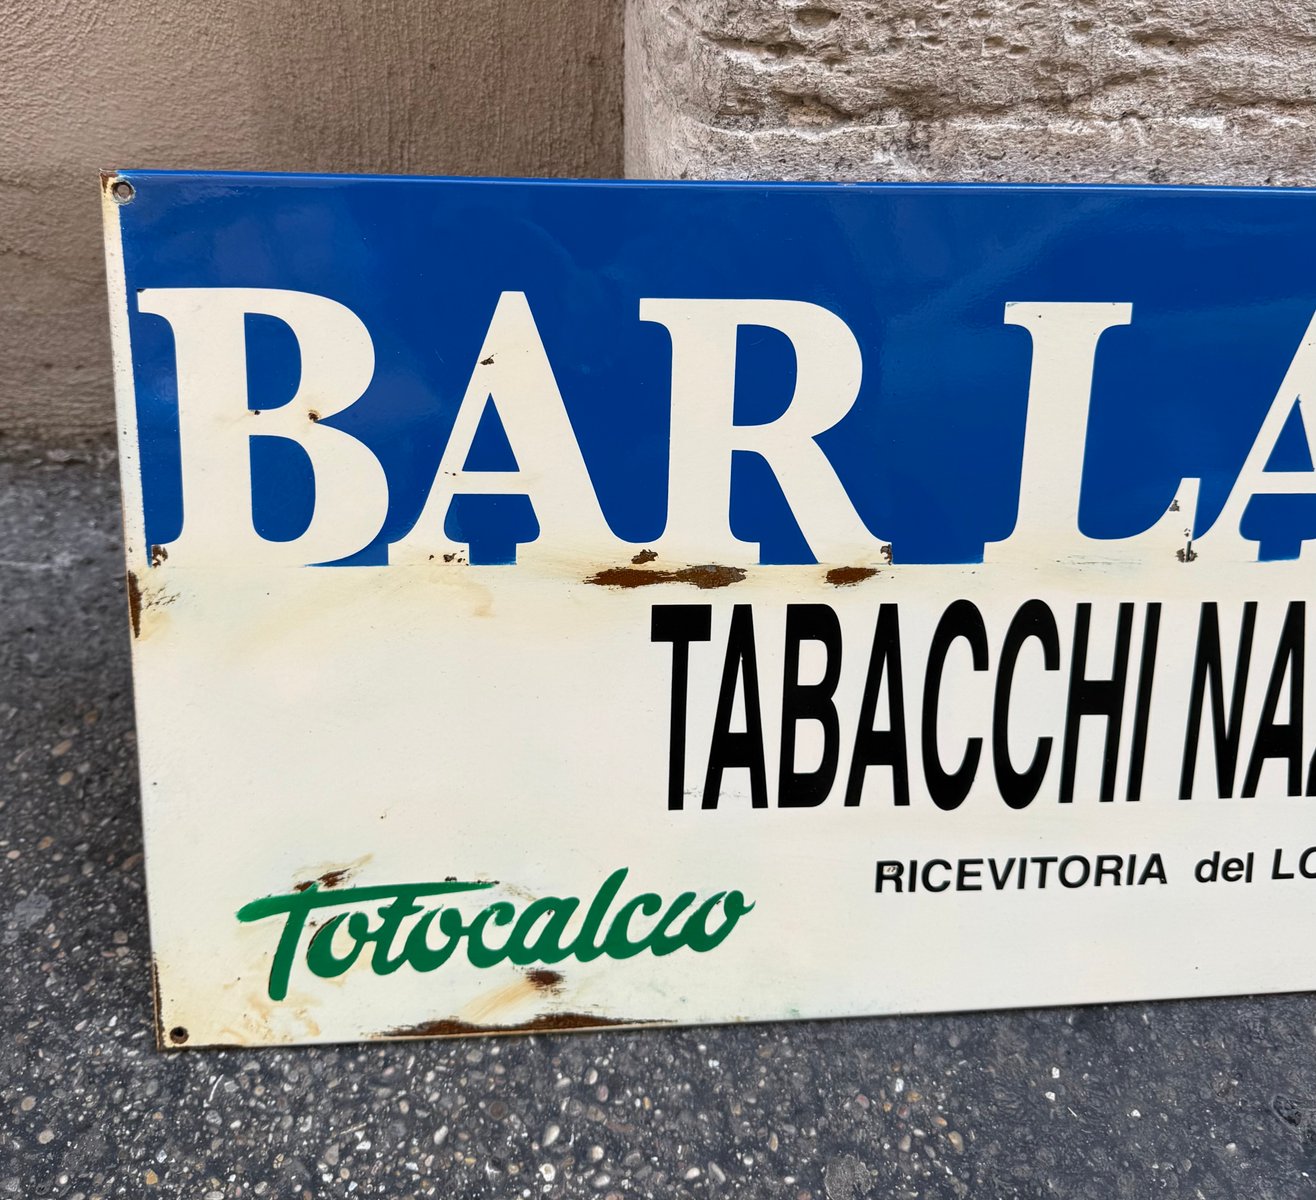 BAR LA
TABACCHI NA
RICEVITORIA del LO
Totocalcio